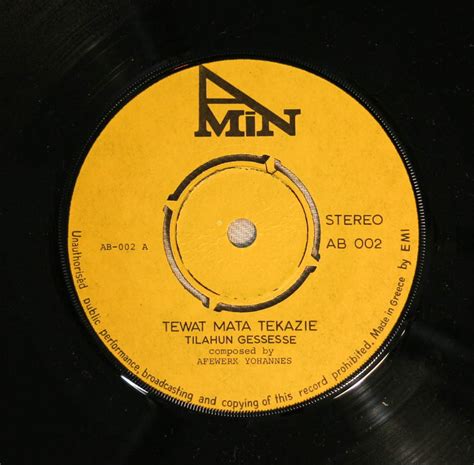 AMiN
STEREO
AB-002 A
AB 002
TEWAT MATA TEKAZIE
TILAHUN GESSESSE
composed by
AFEWERK YOHANNES
Unauthorised public performance, broadcasting and copying of this record prohibited. Made in Greece by EMI